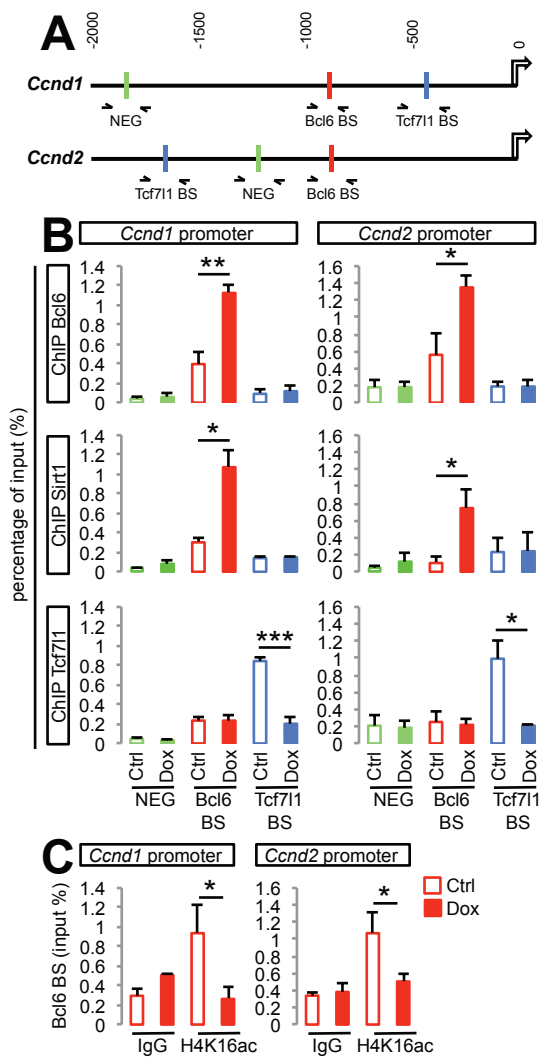 A
-2000 -1500 -1000 -500 0
Ccnd1
NEG Bcl6 BS Tcf7l1 BS
Ccnd2
Tcf7l1 BS NEG Bcl6 BS
B
Ccnd1 promoter Ccnd2 promoter
percentage of input (%)
ChIP Bcl6
1.4 1.6
1.2 1.4
1 1.2
0.8 1
0.6 0.8
0.4 0.6
0.2 0.4
0 0.2
0
** *
ChIP Sirt1
1.4 1.4
1.2 1.2
1 1
0.8 0.8
0.6 0.6
0.4 0.4
0.2 0.2
0 0
* *
ChIP Tcf7l1
1.4 1.4
1.2 1.2
1 1
0.8 0.8
0.6 0.6
0.4 0.4
0.2 0.2
0 0
*** *
Ctrl Dox Ctrl Dox Ctrl Dox Ctrl Dox Ctrl Dox Ctrl Dox
NEG Bcl6 Tcf7l1 NEG Bcl6 Tcf7l1
BS BS BS BS
C
Ccnd1 promoter Ccnd2 promoter
Bcl6 BS (input %)
1.4 1.4
1.2 1.2
1 1
0.8 0.8
0.6 0.6
0.4 0.4
0.2 0.2
0 0
* *
IgG H4K16ac IgG H4K16ac
Ctrl
Dox